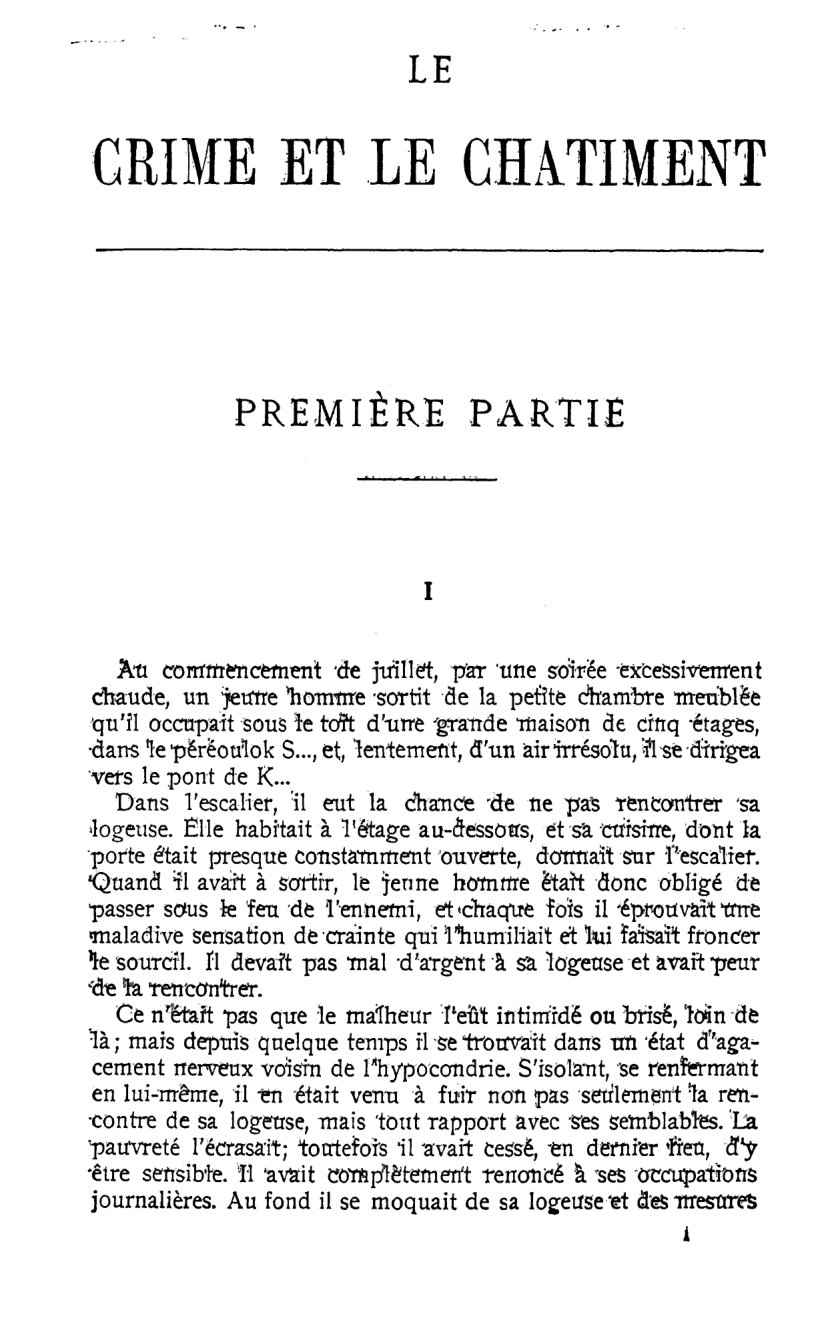 LE
CRIME ET LE CHATIMENT
PREMIÈRE PARTIE
I
Au commencement de juillet, par une soirée excessivement
chaude, un jeune homme sortit de la petite chambre meublée
qu'il occupait sous le toit d'une grande maison de cinq étages,
dans le péréoulok S..., et, lentement, d'un air irrésolu, il se dirigea
vers le pont de K...
Dans l'escalier, il eut la chance de ne pas rencontrer sa
logeuse. Elle habitait à l'étage au-dessous, et sa cuisine, dont la
porte était presque constamment ouverte, donnait sur l'escalier.
Quand il avait à sortir, le jeune homme était donc obligé de
passer sous le feu de l'ennemi, et chaque fois il éprouvait une
maladive sensation de crainte qui l'humiliait et lui faisait froncer
le sourcil. Il devait pas mal d'argent à sa logeuse et avait peur
de la rencontrer.
Ce n'était pas que le malheur l'eût intimidé ou brisé, loin de
là ; mais depuis quelque temps il se trouvait dans un état d'aga-
cement nerveux voisin de l'hypocondrie. S'isolant, se renfermant
en lui-même, il en était venu à fuir non pas seulement la ren-
contre de sa logeuse, mais tout rapport avec ses semblables. La
pauvreté l'écrasait; toutefois il avait cessé, en dernier lieu, d'y
être sensible. Il avait complètement renoncé à ses occupations
journalières. Au fond il se moquait de sa logeuse et des mesures
1